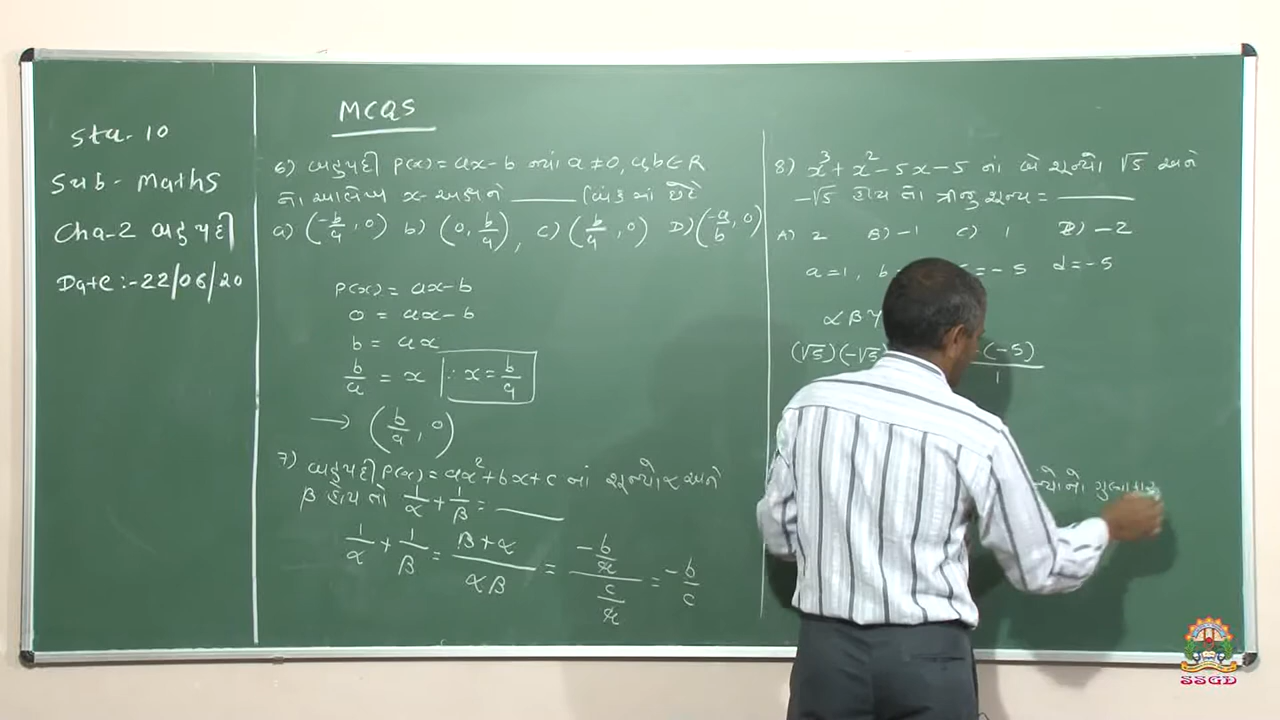 Std. 10
Sub - Maths
Cha-2 બહુપદી
Date :- 22/06/20
MCQS
6) બહુપદી P(x) = ax - b જ્યાં a ≠ 0, a, b ∈ R
ના આલેખ x-અક્ષને ______ બિંદુમાં છેદે
a) (-b/a, 0) b) (0, b/a), c) (b/a, 0) D) (-a/b, 0)
P(x) = ax - b
0 = ax - b
b = ax
b/a = x ∴ x = b/a
→ (b/a, 0)
7) બહુપદી P(x) = ax² + bx + c નાં શૂન્યો α અને
β હોય તો 1/α + 1/β = ______
1/α + 1/β = β + α / αβ = -b/a / c/a = -b/c
8) x³ + x² - 5x - 5 નાં બે શૂન્યો √5 અને
-√5 હોય તો ત્રીજુ શૂન્ય = ______
A) 2 B) -1 C) 1 D) -2
a = 1, b = -5 d = -5
α β γ
(√5) (-√5) -(-5) / 1
ગુણાકાર
SSGD